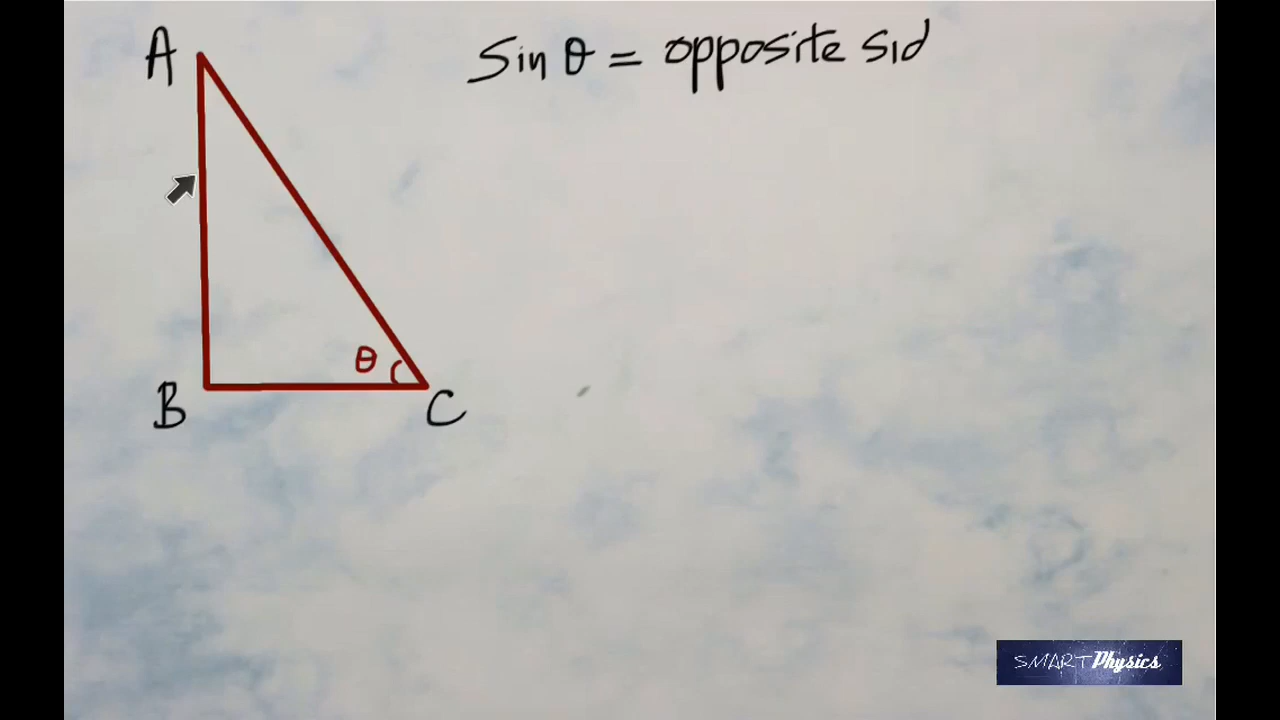 A
Sin θ = opposite sid
θ
B
C
SMART Physics